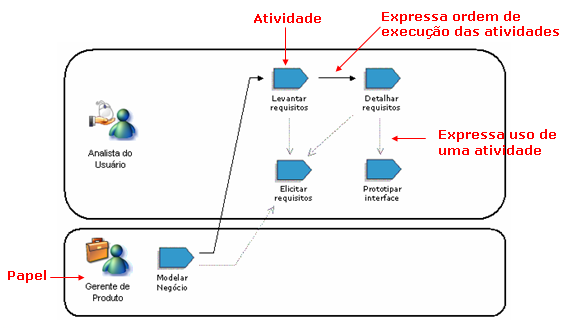 Atividade
Expressa ordem de
execução das atividades
Levantar
requisitos
Detalhar
requisitos
Expressa uso de
uma atividade
Analista do
Usuário
Elicitar
requisitos
Prototipar
interface
Papel
Gerente de
Produto
Modelar
Negócio